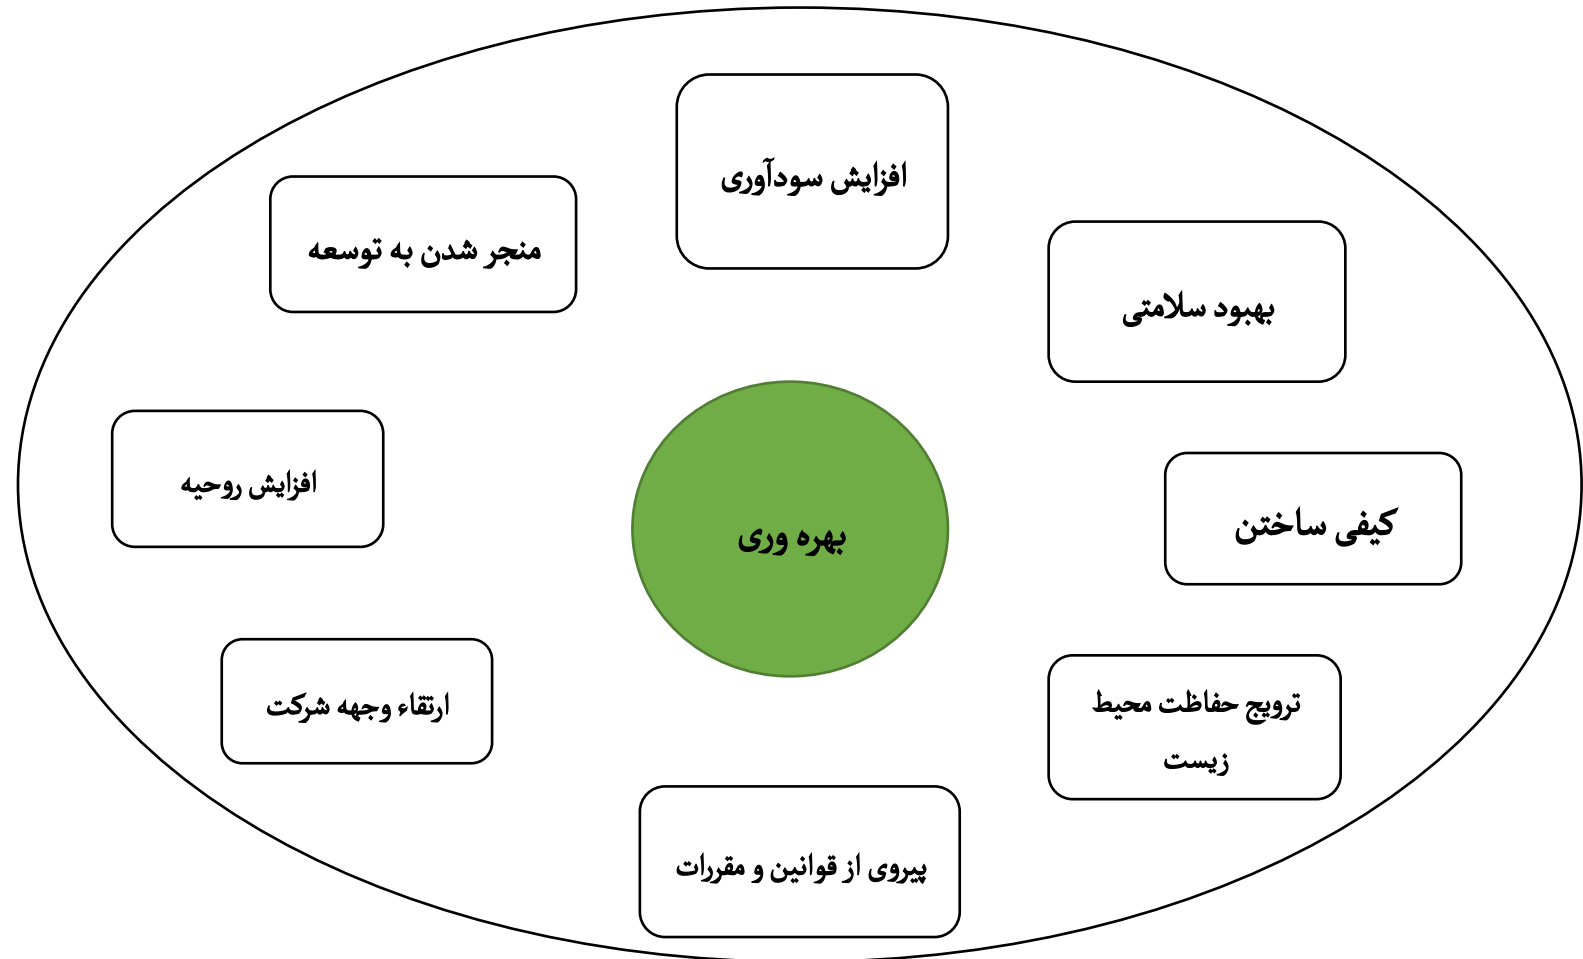 افزایش سودآوری
منجر شدن به توسعه
بهبود سلامتی
افزایش روحیه
کیفی ساختن
بهره وری
ارتقاء وجهه شرکت
ترویج حفاظت محیط
زیست
پیروی از قوانین و مقررات